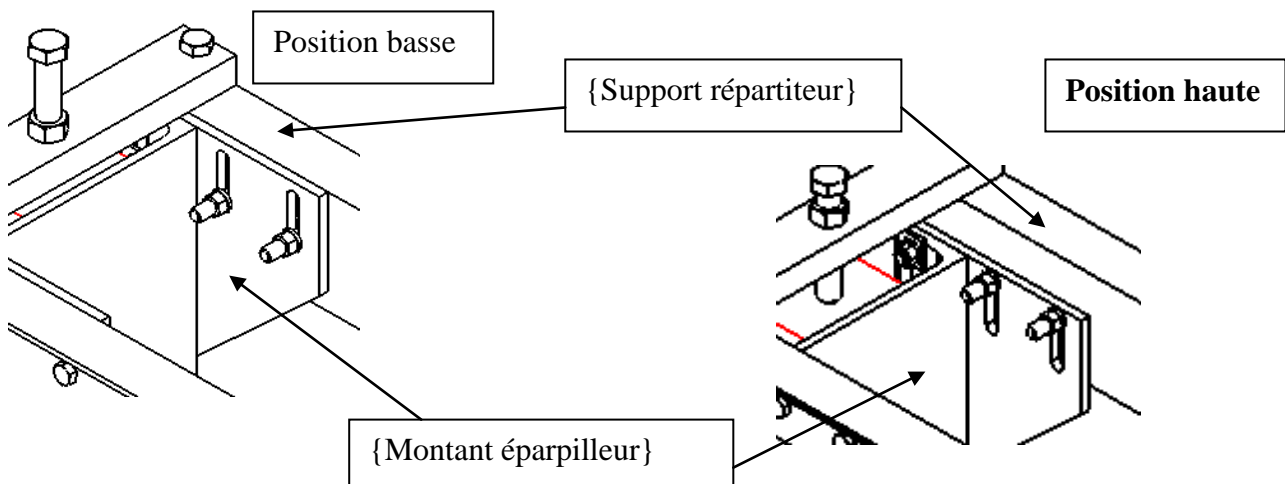 Position basse
{Support répartiteur}
Position haute
{Montant éparpilleur}